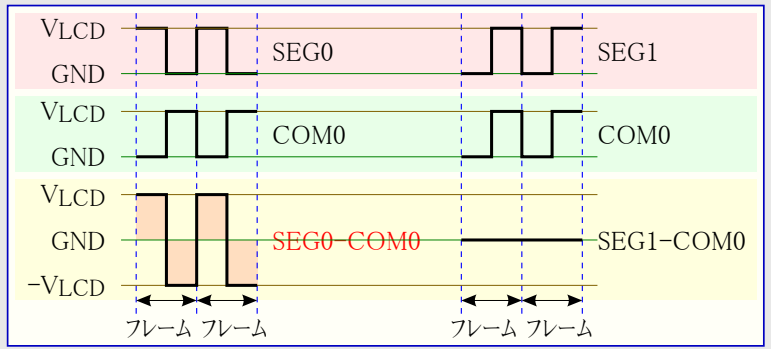 VLCD SEG0 SEG1
GND
VLCD
COM0 COM0
GND
VLCD
GND SEG0-COM0 SEG1-COM0
-VLCD
フレーム フレーム フレーム フレーム